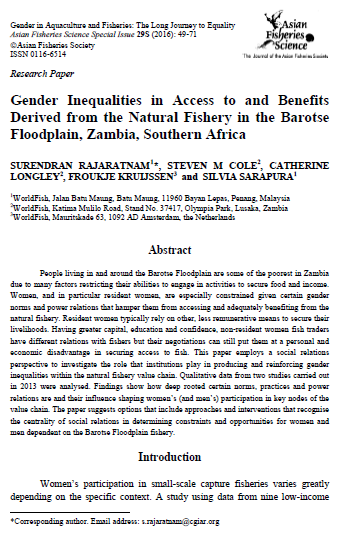 Gender in Aquaculture and Fisheries: The Long Journey to Equality
Asian Fisheries Science Special Issue 29S (2016): 49-71
©Asian Fisheries Society
ISSN 0116-6514
Asian
Fisheries
Science
The Journal of the Asian Fisheries Society
Research Paper
Gender Inequalities in Access to and Benefits
Derived from the Natural Fishery in the Barotse
Floodplain, Zambia, Southern Africa
SURENDRAN RAJARATNAM¹*, STEVEN M COLE², CATHERINE
LONGLEY², FROUKJE KRUIJSSEN³ and SILVIA SARAPURA¹
¹WorldFish, Jalan Batu Maung, Batu Maung, 11960 Bayan Lepas, Penang, Malaysia
²WorldFish, Katima Mulilo Road, Stand No. 37417, Olympia Park, Lusaka, Zambia
³WorldFish, Mauritskade 63, 1092 AD Amsterdam, the Netherlands
Abstract
People living in and around the Barotse Floodplain are some of the poorest in Zambia
due to many factors restricting their abilities to engage in activities to secure food and income.
Women, and in particular resident women, are especially constrained given certain gender
norms and power relations that hamper them from accessing and adequately benefiting from the
natural fishery. Resident women typically rely on other, less remunerative means to secure their
livelihoods. Having greater capital, education and confidence, non-resident women fish traders
have different relations with fishers but their negotiations can still put them at a personal and
economic disadvantage in securing access to fish. This paper employs a social relations
perspective to investigate the role that institutions play in producing and reinforcing gender
inequalities within the natural fishery value chain. Qualitative data from two studies carried out
in 2013 were analysed. Findings show how deep rooted certain norms, practices and power
relations are and their influence shaping women's (and men's) participation in key nodes of the
value chain. The paper suggests options that include approaches and interventions that recognise
the centrality of social relations in determining constraints and opportunities for women and
men dependent on the Barotse Floodplain fishery.
Introduction
Women's participation in small-scale capture fisheries varies greatly
depending on the specific context. A study using data from nine low-income
*Corresponding author. Email address: s.rajaratnam@cgiar.org